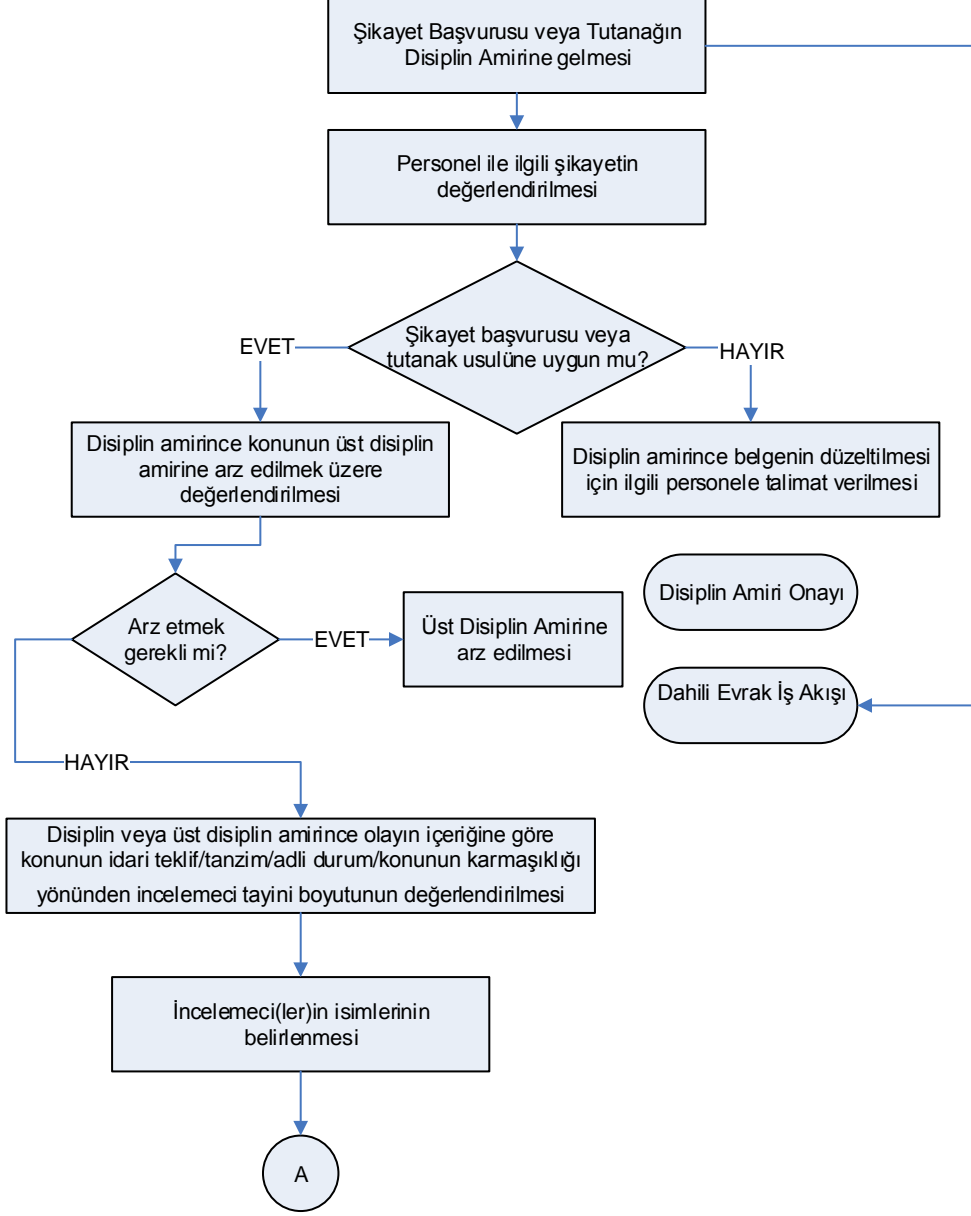 Şikayet Başvurusu veya Tutanağın
Disiplin Amirine gelmesi
Personel ile ilgili şikayetin
değerlendirilmesi
Şikayet başvurusu veya
tutanak usulüne uygun mu?
EVET
HAYIR
Disiplin amirince konunun üst disiplin
amirine arz edilmek üzere
değerlendirilmesi
Disiplin amirince belgenin düzeltilmesi
için ilgili personele talimat verilmesi
Arz etmek
gerekli mi?
EVET
Üst Disiplin Amirine
arz edilmesi
Disiplin Amiri Onayı
Dahili Evrak İş Akışı
HAYIR
Disiplin veya üst disiplin amirince olayın içeriğine göre
konunun idari teklif/tanzim/adli durum/konunun karmaşıklığı
yönünden incelemeci tayini boyutunun değerlendirilmesi
İncelemeci(ler)in isimlerinin
belirlenmesi
A